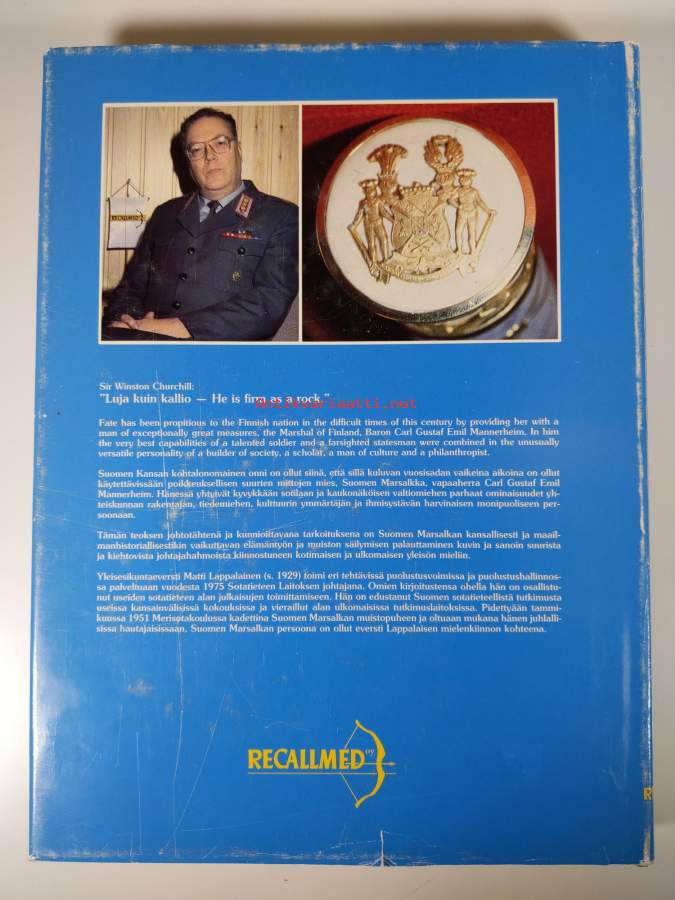 Sir Winston Churchill:
"Luja kuin kallio — He is firm as a rock."
antikvariaatti.net
Fate has been propitious to the Finnish nation in the difficult times of this century by providing her with a
man of exceptionally great measures, the Marshal of Finland, Baron Carl Gustaf Emil Mannerheim. In him
the very best capabilities of a talented soldier and a farsighted statesman were combined in the unusually
versatile personality of a builder of society, a scholar, a man of culture and a philanthropist.
Suomen Kansan kohtalonomainen onni on ollut siinä, että sillä kuluvan vuosisadan vaikeina aikoina on ollut
käytettävissään poikkeuksellisen suurten mittojen mies, Suomen Marsalkka, vapaaherra Carl Gustaf Emil
Mannerheim. Hänessä yhtyivät kyvykkään sotilaan ja kaukonäköisen valtiomiehen parhaat ominaisuudet yh-
teiskunnan rakentajan, tiedemiehen, kulttuurin ymmärtäjän ja ihmisystävän harvinaisen monipuoliseen per-
soonaan.
Tämän teoksen johtotähtenä ja kunnioittavana tarkoituksena on Suomen Marsalkan kansallisesti ja maail-
manhistoriallisestikin vaikuttavan elämäntyön ja muiston säilymisen palauttaminen kuvin ja sanoin suurista
ja kiehtovista johtajahahmoista kiinnostuneen kotimaisen ja ulkomaisen yleisön mieliin.
Yleisesikuntaeversti Matti Lappalainen (s. 1929) toimi eri tehtävissä puolustusvoimissa ja puolustushallinnos-
sa palveltuaan vuodesta 1975 Sotatieteen Laitoksen johtajana. Omien kirjoitustensa ohella hän on osallistu-
nut useiden sotatieteen alan julkaisujen toimittamiseen. Hän on edustanut Suomen sotatieteellistä tutkimusta
useissa kansainvälisissä kokouksissa ja vieraillut alan ulkomaisissa tutkimuslaitoksissa. Pidettyään tammi-
kuussa 1951 Merisotakoulussa kadettina Suomen Marsalkan muistopuheen ja oltuaan mukana hänen juhlalli-
sissa hautajaisissaan, Suomen Marsalkan persoona on ollut eversti Lappalaisen mielenkiinnon kohteena.
RECALLMED oy
R